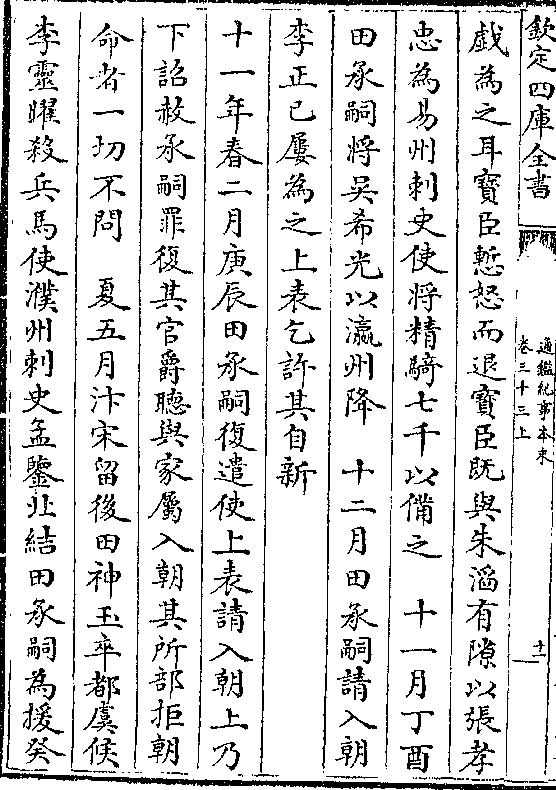 欽定四庫全書
通鑑紀事本末
卷三十三上
十一
戲為之耳寶臣慙怒而退寶臣既與朱滔有隙以張孝
忠為易州刺史使將精騎七千以備之　十一月丁酉
田承嗣將吳希光以瀛州降　十二月田承嗣請入朝
李正己屢為之上表乞許其自新
十一年春二月庚辰田承嗣復遣使上表請入朝上乃
下詔赦承嗣罪復其官爵聽與家屬入朝其所部拒朝
命者一切不問　夏五月汴宋留後田神玉卒都虞候
李靈曜殺兵馬使濮州刺史孟鑒北結田承嗣為援癸